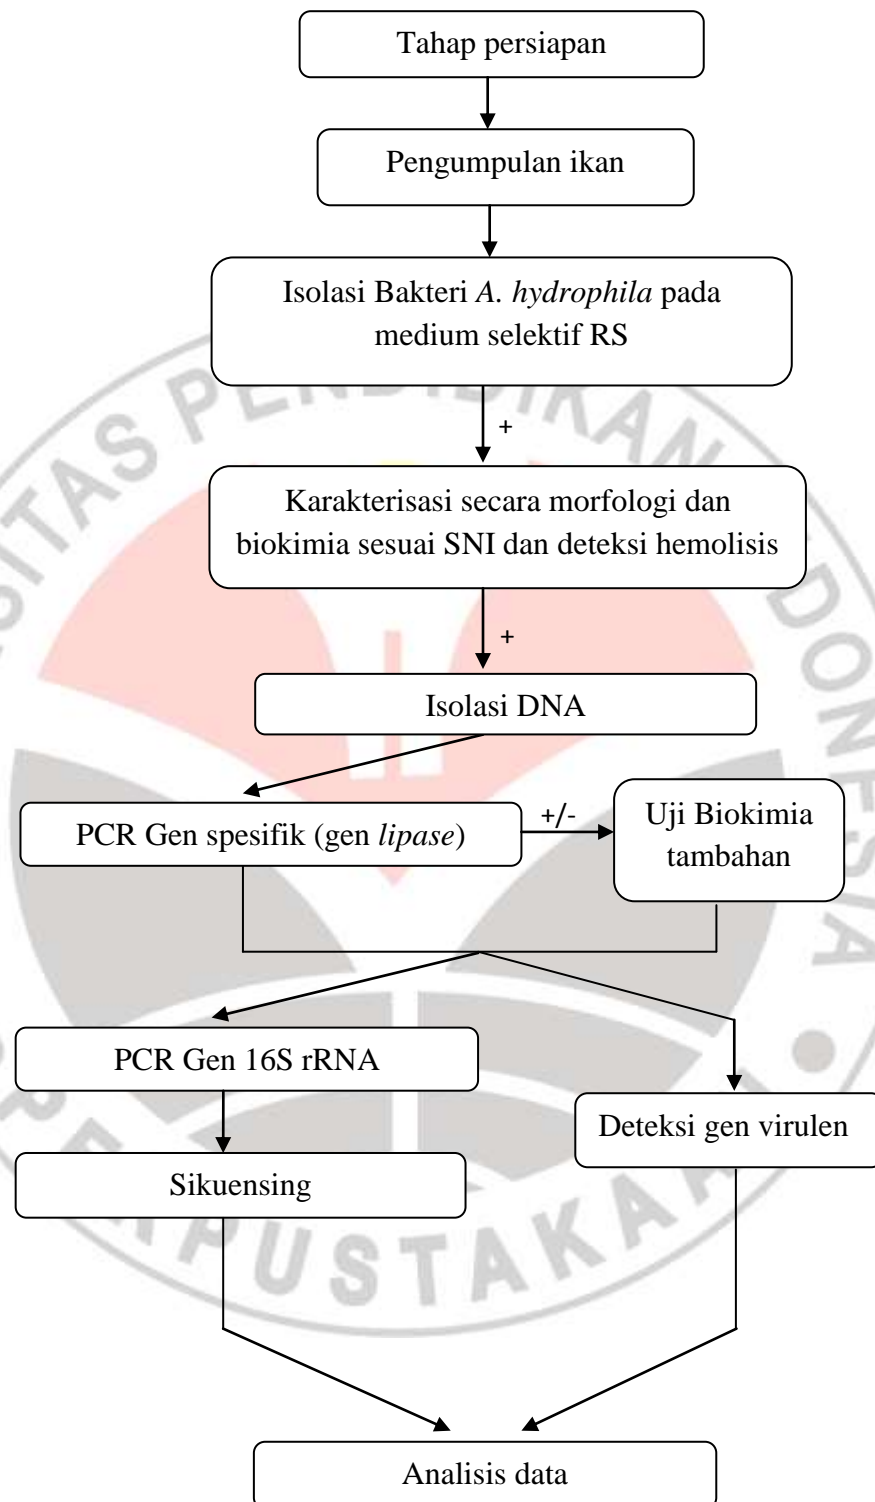 Tahap persiapan
Pengumpulan ikan
Isolasi Bakteri A. hydrophila pada
medium selektif RS
+
Karakterisasi secara morfologi dan
biokimia sesuai SNI dan deteksi hemolisis
+
Isolasi DNA
PCR Gen spesifik (gen lipase)
+/-
Uji Biokimia
tambahan
PCR Gen 16S rRNA
Deteksi gen virulen
Sikuensing
Analisis data
PENDIDIKAN
PERPUSTAKAAN